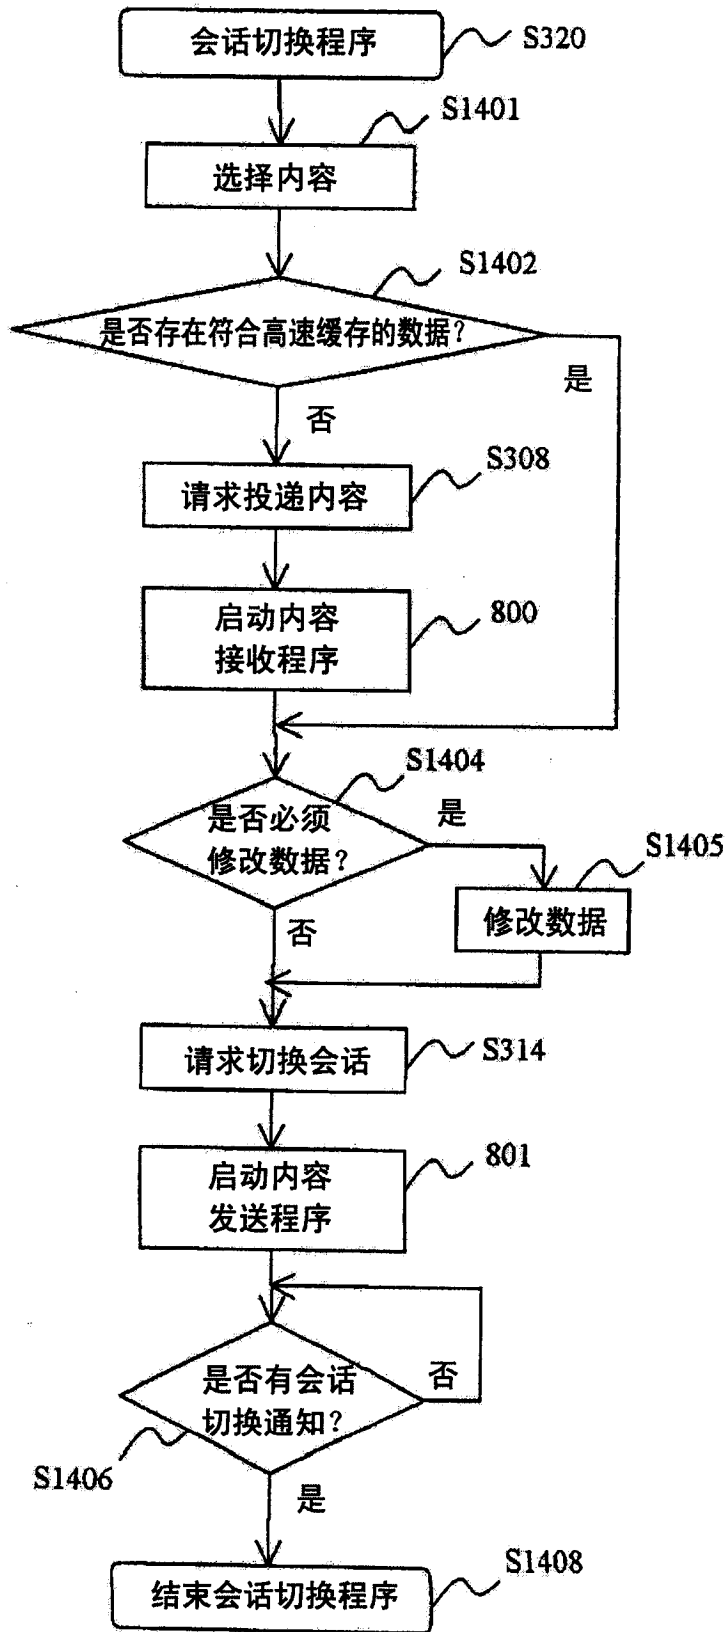 会话切换程序
S320
S1401
选择内容
S1402
是否存在符合高速缓存的数据？
是
否
S308
请求投递内容
800
启动内容
接收程序
S1404
是否必须
修改数据？
是
S1405
修改数据
否
请求切换会话
S314
801
启动内容
发送程序
是否有会话
切换通知？
否
S1406
是
S1408
结束会话切换程序